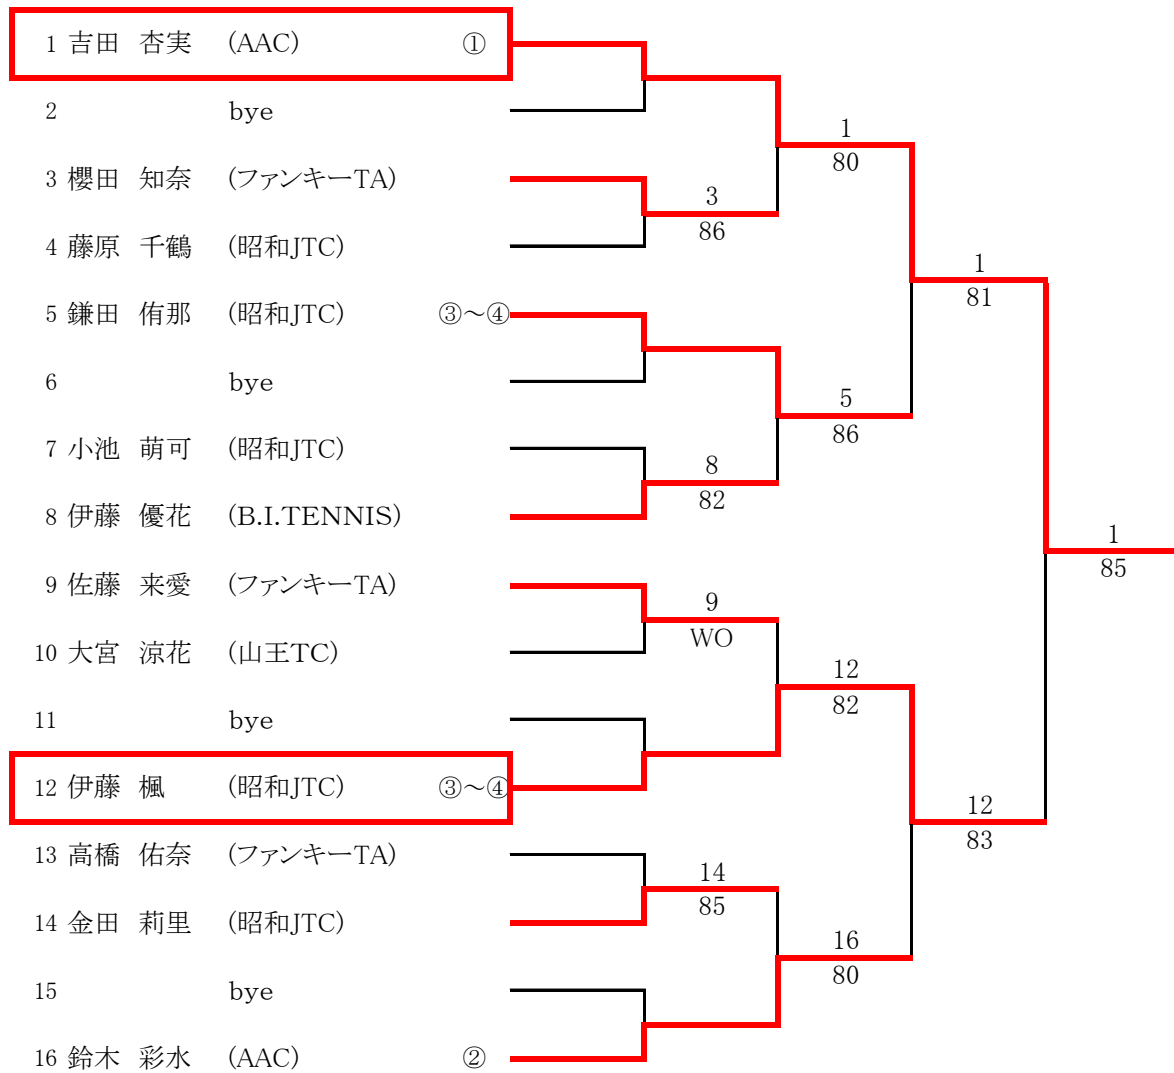 1 吉田 杏実 (AAC) ①
2 bye
1
80
3 櫻田 知奈 (ファンキーTA)
3
86
4 藤原 千鶴 (昭和JTC)
1
81
5 鎌田 侑那 (昭和JTC) ③~④
6 bye
5
86
7 小池 萌可 (昭和JTC)
8
82
8 伊藤 優花 (B.I.TENNIS)
1
85
9 佐藤 来愛 (ファンキーTA)
9
WO
10 大宮 涼花 (山王TC)
12
82
11 bye
12 伊藤 楓 (昭和JTC) ③~④
12
83
13 高橋 佑奈 (ファンキーTA)
14
85
14 金田 莉里 (昭和JTC)
16
80
15 bye
16 鈴木 彩水 (AAC) ②